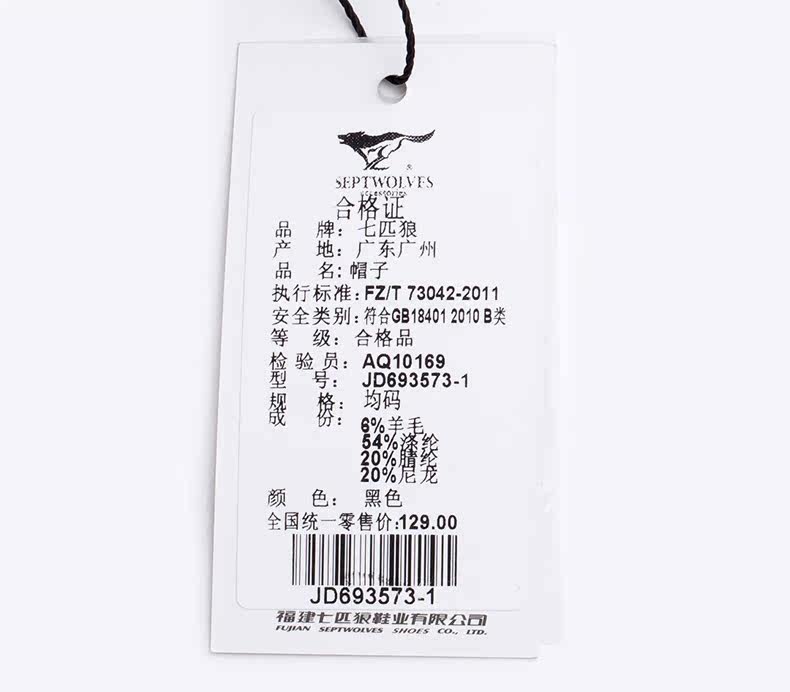 SEPTWOLVES
accessories
合格证
品 牌：七匹狼
产 地：广东广州
品 名：帽子
执行标准：FZ/T 73042-2011
安全类别：符合GB18401 2010 B类
等 级：合格品
检 验 员：AQ10169
型 号：JD693573-1
规 格：均码
成 份：6%羊毛
54%涤纶
20%腈纶
20%尼龙
颜 色：黑色
全国统一零售价:129.00
JD693573-1
福建七匹狼鞋业有限公司
FUJIAN SEPTWOLVES SHOES CO., LTD.